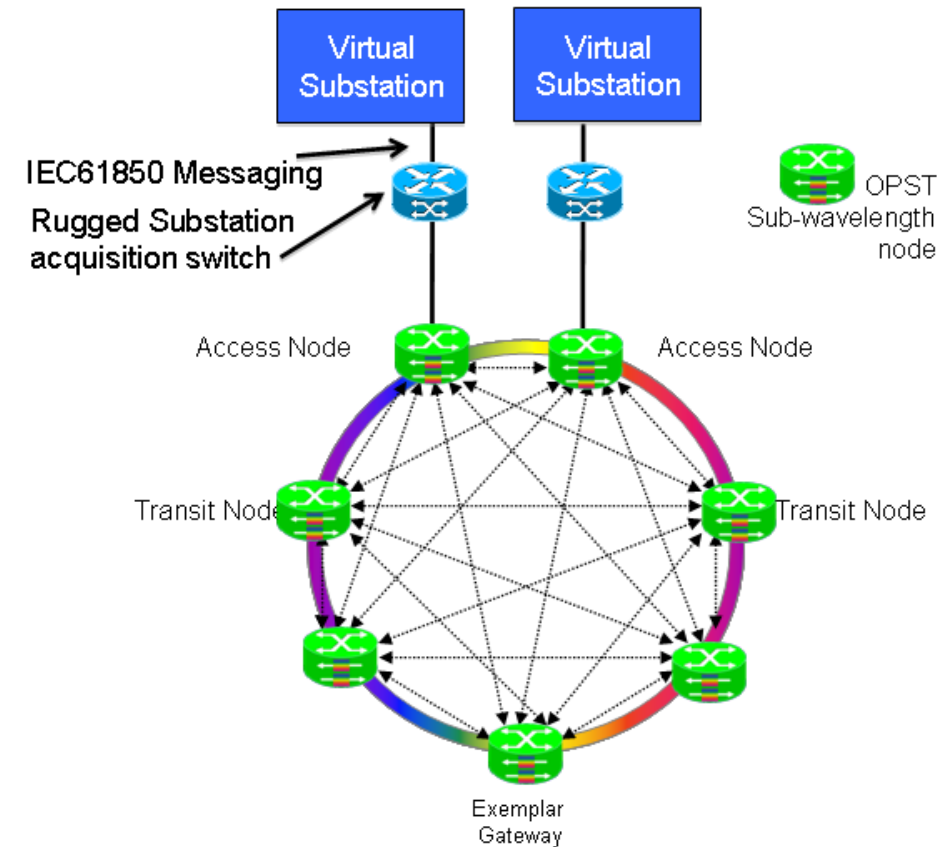 Virtual
Substation
Virtual
Substation
IEC61850 Messaging
Rugged Substation
acquisition switch
OPST
Sub-wavelength
node
Access Node
Access Node
Transit Node
Transit Node
Exemplar
Gateway